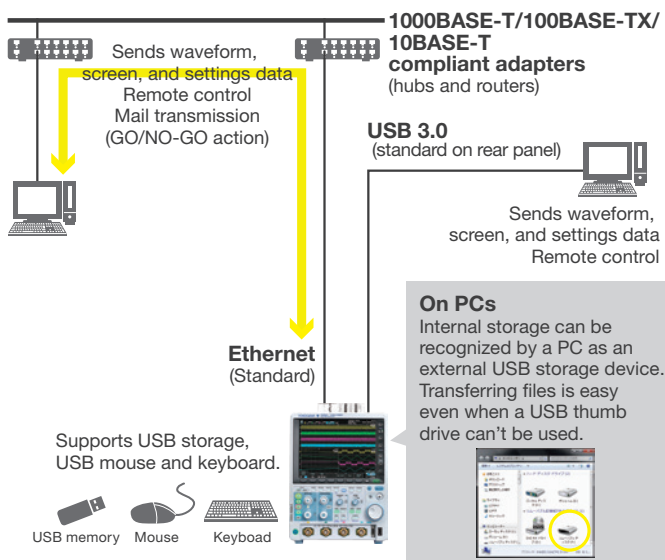 1000BASE-T/100BASE-TX/
10BASE-T
compliant adapters
(hubs and routers)
Sends waveform,
screen, and settings data
Remote control
Mail transmission
(GO/NO-GO action)
USB 3.0
(standard on rear panel)
Sends waveform,
screen, and settings data
Remote control
On PCs
Internal storage can be
recognized by a PC as an
external USB storage device.
Transferring files is easy
even when a USB thumb
drive can't be used.
Ethernet
(Standard)
Supports USB storage,
USB mouse and keyboard.
USB memory
Mouse
Keyboad